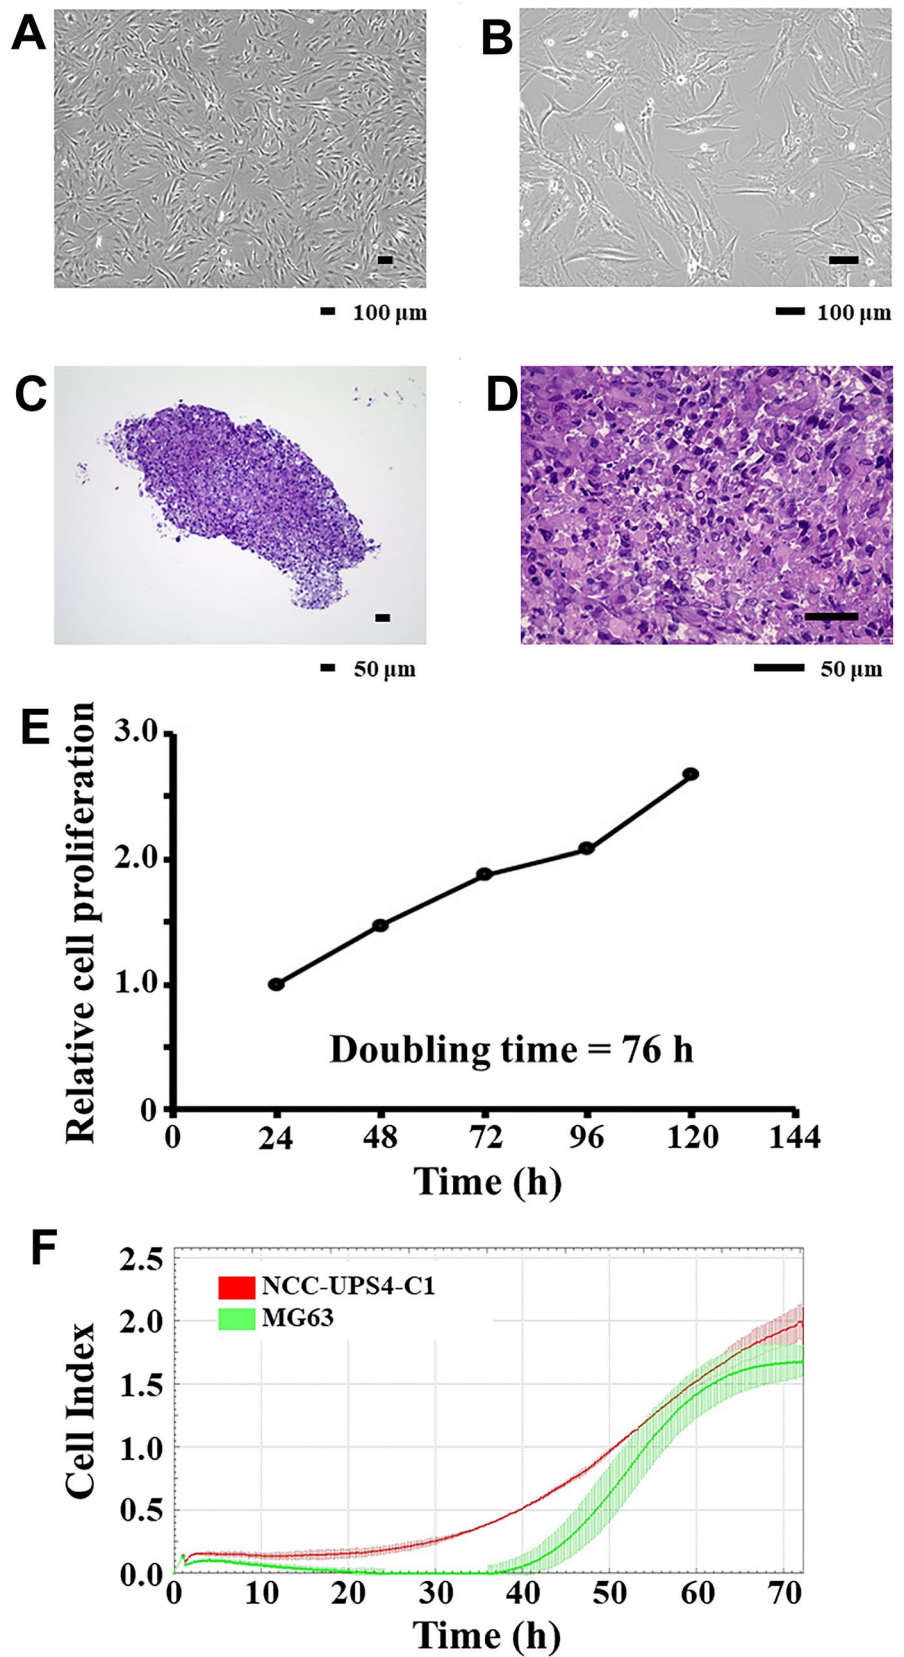 A
B
100 μm
100 μm
C
D
50 μm
50 μm
E
Relative cell proliferation
3.0
2.0
1.0
0
Doubling time = 76 h
0 24 48 72 96 120 144
Time (h)
F
Cell Index
2.5
NCC-UPS4-C1
MG63
2.0
1.5
1.0
0.5
0.0
0 10 20 30 40 50 60 70
Time (h)